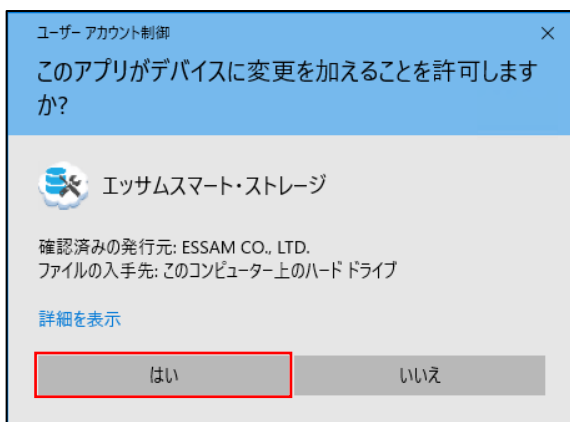 ユーザー アカウント制御
このアプリがデバイスに変更を加えることを許可します
か?
エッサムスマート・ストレージ
確認済みの発行元: ESSAM CO., LTD.
ファイルの入手先: このコンピューター上のハード ドライブ
詳細を表示
はい
いいえ